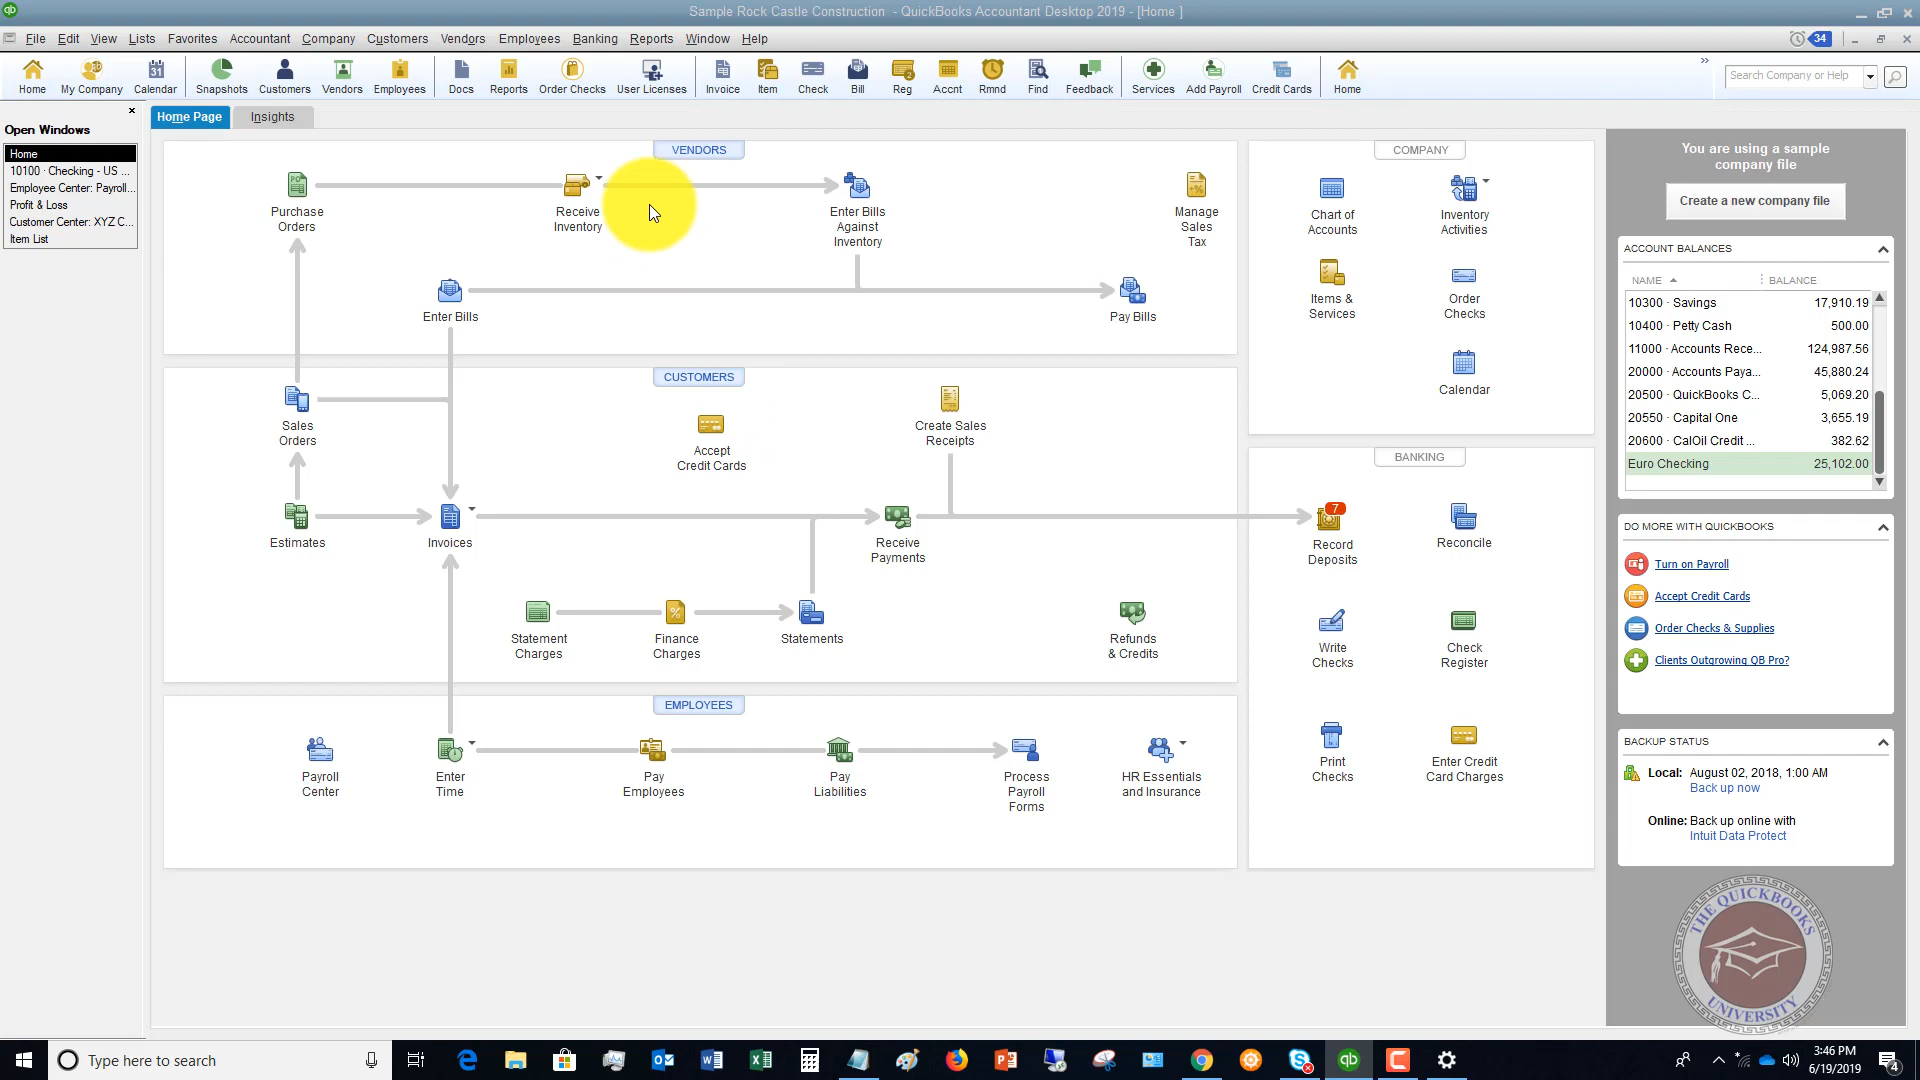 Sample Rock Castle Construction - QuickBooks Accountant Desktop 2019 - [Home ]
File Edit View Lists Favorites Accountant Company Customers Vendors Employees Banking Reports Window Help
34
Home My Company Calendar Snapshots Customers Vendors Employees Docs Reports Order Checks User Licenses Invoice Item Check Bill Reg Accnt Rmnd Find Feedback Services Add Payroll Credit Cards Home
Search Company or Help
Open Windows
Home
10100 · Checking - US ...
Employee Center: Payroll...
Profit & Loss
Customer Center: XYZ C...
Item List
Home Page
Insights
VENDORS
Purchase
Orders
Receive
Inventory
Enter Bills
Against
Inventory
Manage
Sales
Tax
Enter Bills
Pay Bills
CUSTOMERS
Sales
Orders
Accept
Credit Cards
Create Sales
Receipts
Estimates
Invoices
Receive
Payments
Statement
Charges
Finance
Charges
Statements
Refunds
& Credits
EMPLOYEES
Payroll
Center
Enter
Time
Pay
Employees
Pay
Liabilities
Process
Payroll
Forms
HR Essentials
and Insurance
COMPANY
Chart of
Accounts
Inventory
Activities
Items &
Services
Order
Checks
Calendar
BANKING
7
Record
Deposits
Reconcile
Write
Checks
Check
Register
Print
Checks
Enter Credit
Card Charges
You are using a sample
company file
Create a new company file
ACCOUNT BALANCES
NAME BALANCE
10300 · Savings 17,910.19
10400 · Petty Cash 500.00
11000 · Accounts Rece... 124,987.56
20000 · Accounts Paya... 45,880.24
20500 · QuickBooks C... 5,069.20
20550 · Capital One 3,655.19
20600 · CalOil Credit ... 382.62
Euro Checking 25,102.00
DO MORE WITH QUICKBOOKS
Turn on Payroll
Accept Credit Cards
Order Checks & Supplies
Clients Outgrowing QB Pro?
BACKUP STATUS
Local: August 02, 2018, 1:00 AM
Back up now
Online: Back up online with
Intuit Data Protect
THE QUICKBOOKS
UNIVERSITY
Type here to search
3:46 PM
6/19/2019
4